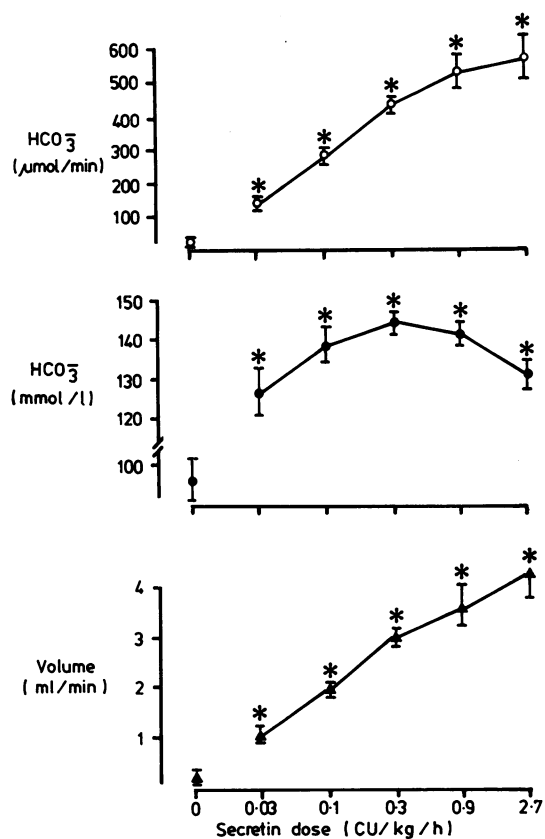 600
500
400
300
200
100
HCO₃⁻
(µmol/min)
* * * * *
150
140
130
120
100
HCO₃⁻
(mmol/l)
* * * * *
4
3
2
1
Volume
(ml/min)
* * * * *
0 0·03 0·1 0·3 0·9 2·7
Secretin dose (CU/kg/h)